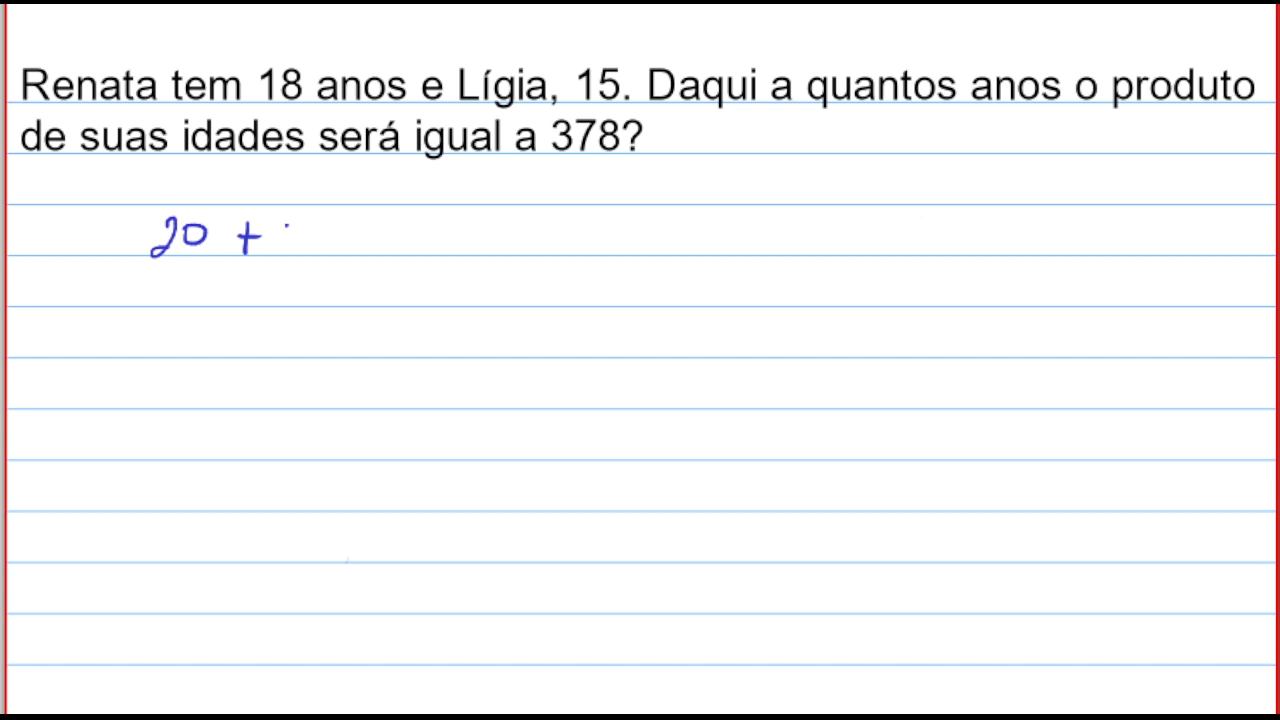 Renata tem 18 anos e Lígia, 15. Daqui a quantos anos o produto
de suas idades será igual a 378?
20 +